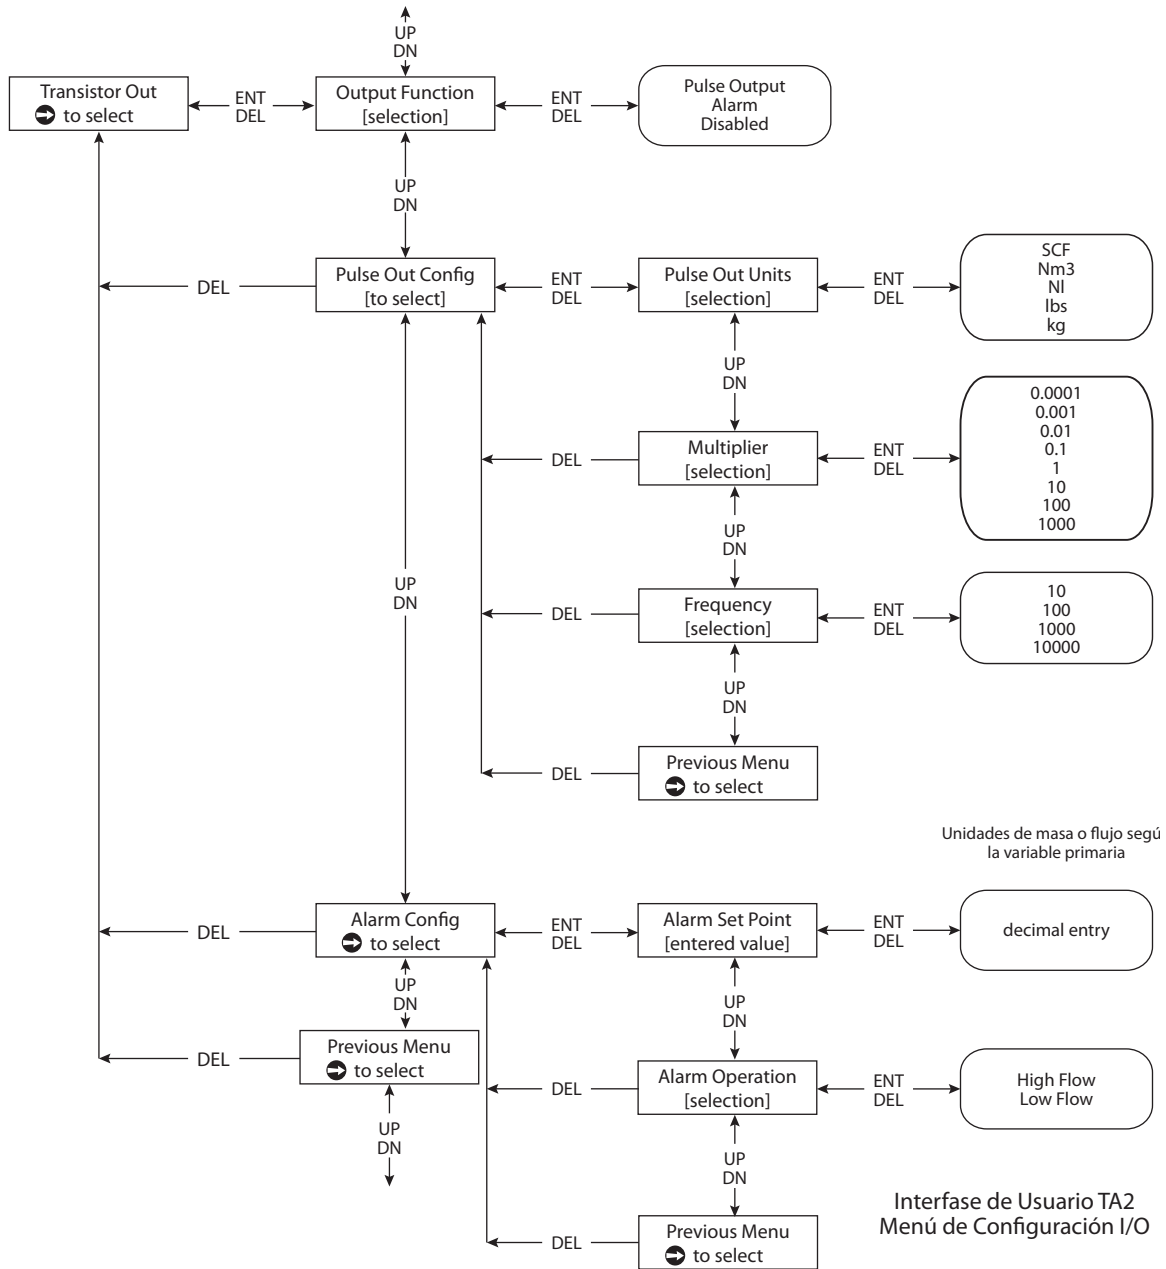 UP
DN
Transistor Out
to select
ENT
DEL
Output Function
[selection]
ENT
DEL
Pulse Output
Alarm
Disabled
UP
DN
DEL
Pulse Out Config
[to select]
ENT
DEL
Pulse Out Units
[selection]
ENT
DEL
SCF
Nm3
Nl
lbs
kg
UP
DN
DEL
Multiplier
[selection]
ENT
DEL
0.0001
0.001
0.01
0.1
1
10
100
1000
UP
DN
UP
DN
DEL
Frequency
[selection]
ENT
DEL
10
100
1000
10000
UP
DN
DEL
Previous Menu
to select
Unidades de masa o flujo segú
la variable primaria
DEL
Alarm Config
to select
ENT
DEL
Alarm Set Point
[entered value]
ENT
DEL
decimal entry
UP
DN
UP
DN
DEL
Previous Menu
to select
DEL
Alarm Operation
[selection]
ENT
DEL
High Flow
Low Flow
UP
DN
UP
DN
DEL
Previous Menu
to select
Interfase de Usuario TA2
Menú de Configuración I/O